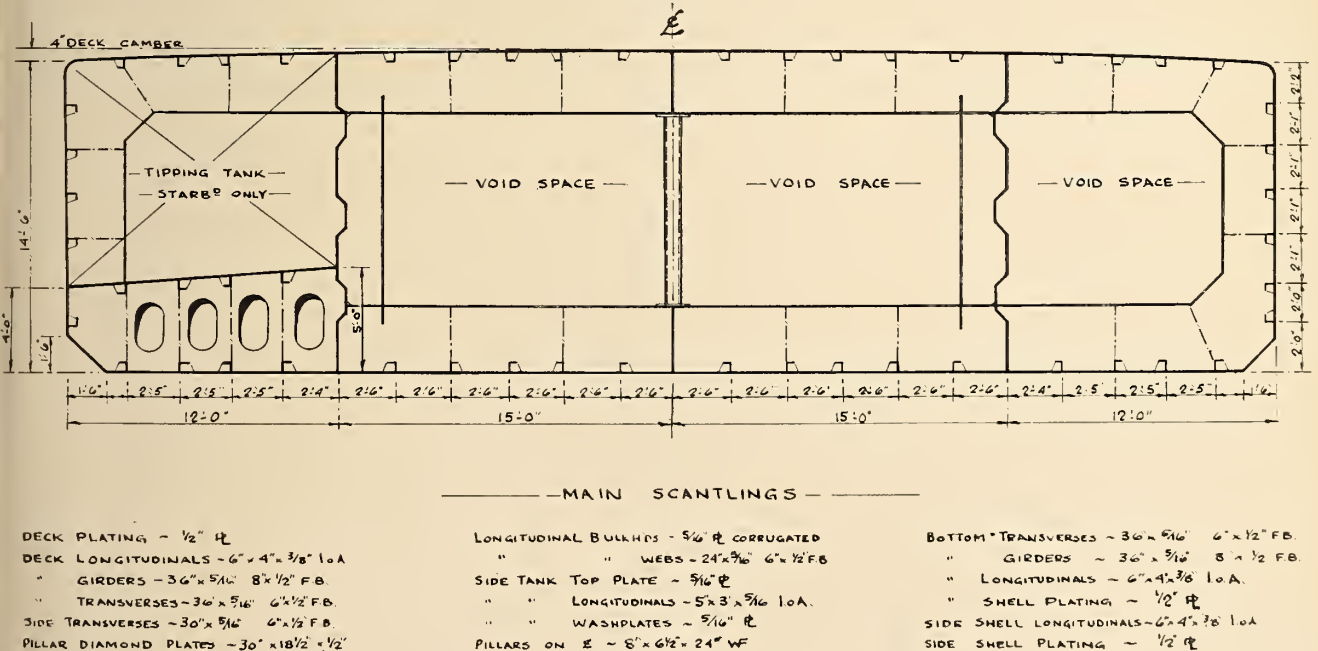 ℄
4" DECK CAMBER
TIPPING TANK
STARBD ONLY
VOID SPACE
VOID SPACE
VOID SPACE
14'-6"
4'-0"
1'-6"
5'-0"
2'-2"
2'-1"
2'-1"
2'-1"
2'-1"
2'-0"
2'-0"
1'-6" 2'-5" 2'-5" 2'-5" 2'-4" 2'-6" 2'-6" 2'-6" 2'-6" 2'-6" 2'-6" 2'-6" 2'-6" 2'-6" 2'-6" 2'-6" 2'-6" 2'-4" 2'-5" 2'-5" 2'-5" 1'-6"
12'-0" 15'-0" 15'-0" 12'-0"
MAIN SCANTLINGS
DECK PLATING ~ 1/2" PL
DECK LONGITUDINALS ~ 6" x 4" x 3/8" I.O.A
" GIRDERS ~ 36" x 5/16" 8" x 1/2" F.B.
" TRANSVERSES ~ 36" x 5/16" 6" x 1/2" F.B.
SIDE TRANSVERSES ~ 30" x 5/16" 6" x 1/2" F.B.
PILLAR DIAMOND PLATES ~ 30" x 18 1/2" x 1/2"
LONGITUDINAL BULKHDS - 5/16" PL CORRUGATED
" " WEBS - 24" x 5/16" 6" x 1/2" F.B
SIDE TANK TOP PLATE ~ 5/16" PL
" " LONGITUDINALS ~ 5" x 3" x 5/16 I.O.A.
" " WASHPLATES ~ 5/16" PL
PILLARS ON ℄ ~ 8" x 6 1/2" x 24" WF
BOTTOM TRANSVERSES - 36" x 5/16" 6" x 1/2" F.B.
" GIRDERS ~ 36" x 5/16" 8" x 1/2 F.B.
" LONGITUDINALS ~ 6" x 4" x 3/8" I.O.A.
" SHELL PLATING ~ 1/2" PL
SIDE SHELL LONGITUDINALS ~ 6" x 4" x 3/8" I.O.A
SIDE SHELL PLATING ~ 1/2" PL